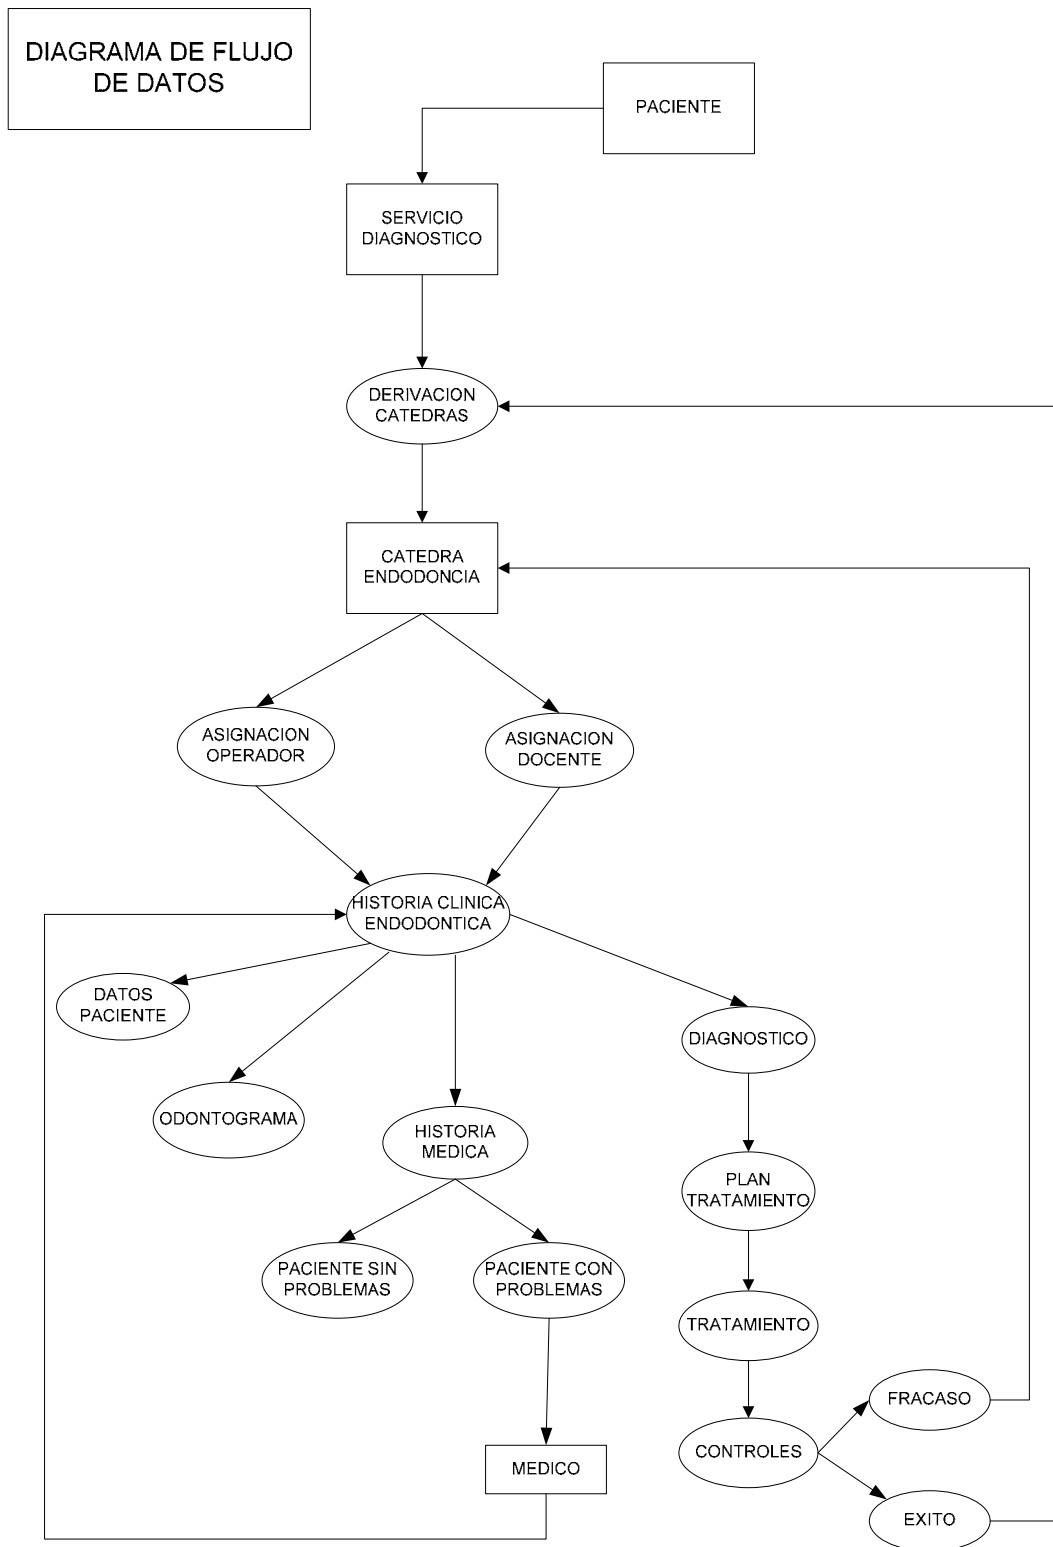 DIAGRAMA DE FLUJO
DE DATOS
PACIENTE
SERVICIO
DIAGNOSTICO
DERIVACION
CATEDRAS
CATEDRA
ENDODONCIA
ASIGNACION
OPERADOR
ASIGNACION
DOCENTE
HISTORIA CLINICA
ENDODONTICA
DATOS
PACIENTE
DIAGNOSTICO
ODONTOGRAMA
HISTORIA
MEDICA
PLAN
TRATAMIENTO
PACIENTE SIN
PROBLEMAS
PACIENTE CON
PROBLEMAS
TRATAMIENTO
FRACASO
CONTROLES
MEDICO
EXITO